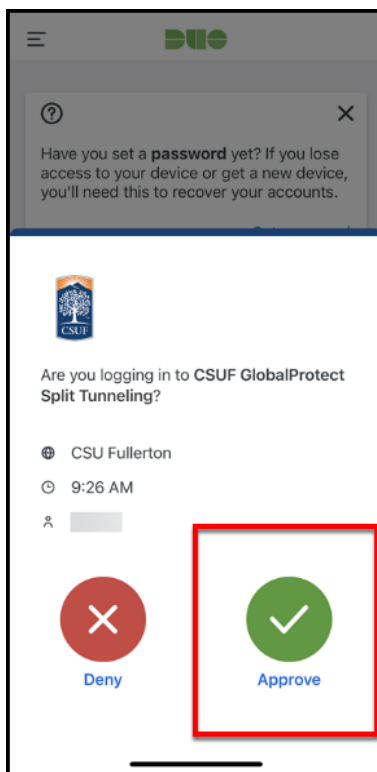 DUO
Have you set a password yet? If you lose
access to your device or get a new device,
you'll need this to recover your accounts.
CSUF
Are you logging in to CSUF GlobalProtect
Split Tunneling?
CSU Fullerton
9:26 AM
Deny
Approve